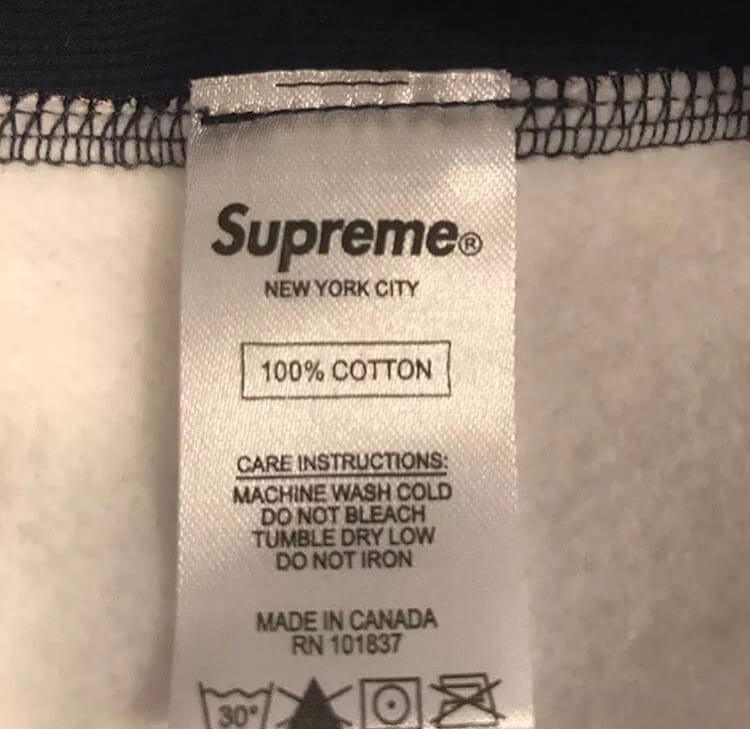 Supreme®
NEW YORK CITY
100% COTTON
CARE INSTRUCTIONS:
MACHINE WASH COLD
DO NOT BLEACH
TUMBLE DRY LOW
DO NOT IRON
MADE IN CANADA
RN 101837
30°